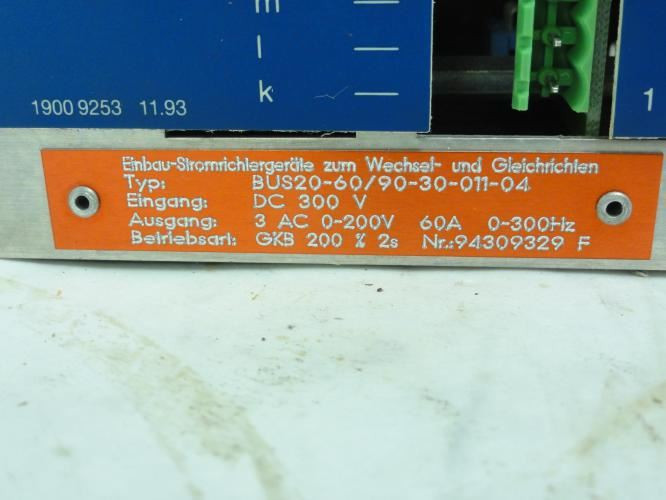 m
l
k
1
1900 9253 11.93
Einbau-Stromrichtergeräte zum Wechsel- und Gleichrichten
Typ: BUS20-60/90-30-011-04
Eingang: DC 300 V
Ausgang: 3 AC 0-200V 60A 0-300Hz
Betriebsart: GKB 200 % 2s Nr.:94309329 F